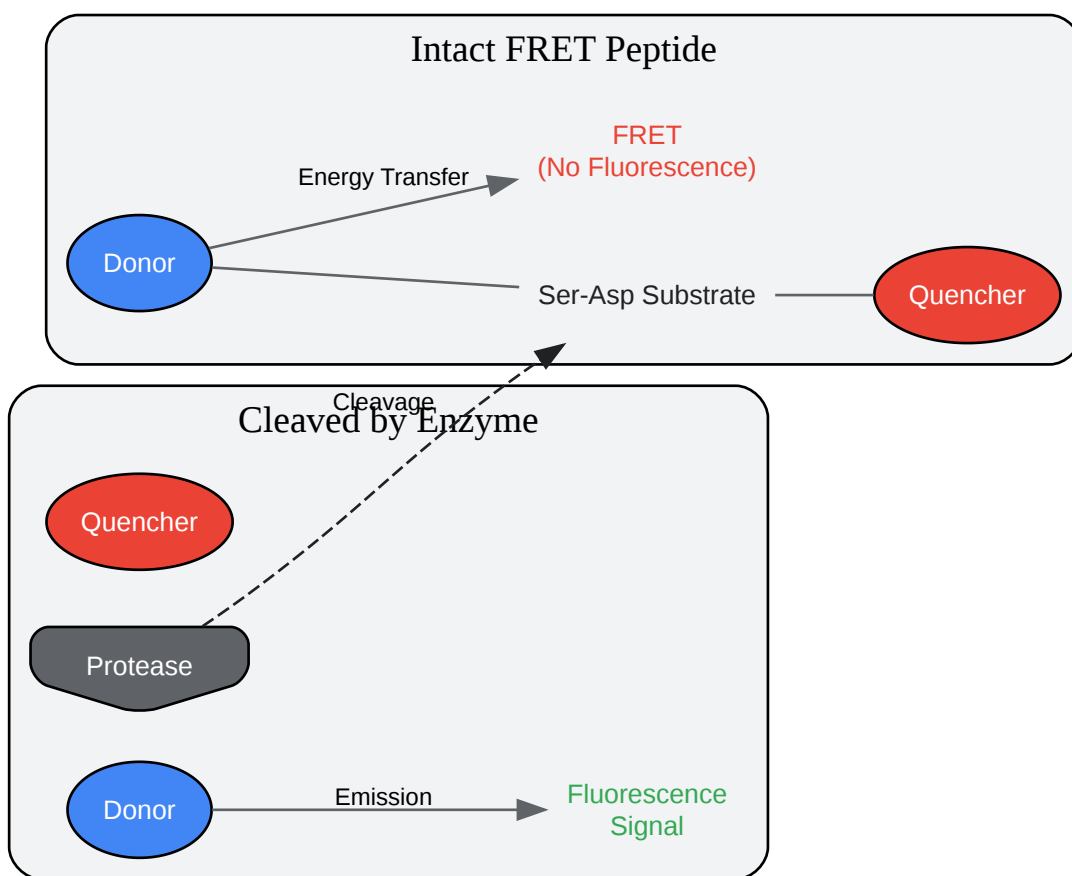 Intact FRET Peptide
FRET
(No Fluorescence)
Energy Transfer
Donor
Ser-Asp Substrate
Quencher
Cleavage
Cleaved by Enzyme
Quencher
Protease
Donor
Emission
Fluorescence
Signal